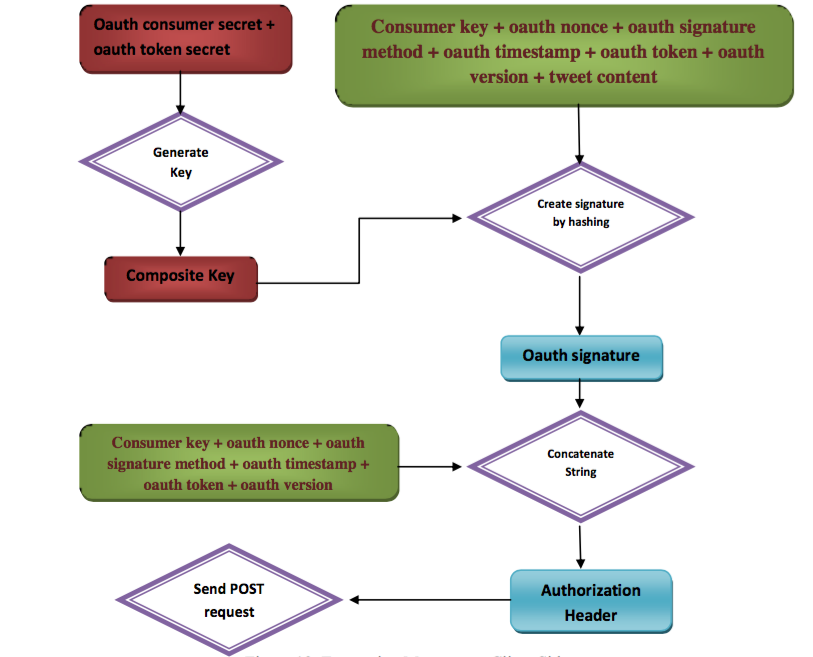 Oauth consumer secret +
oauth token secret
Consumer key + oauth nonce + oauth signature
method + oauth timestamp + oauth token + oauth
version + tweet content
Generate
Key
Create signature
by hashing
Composite Key
Oauth signature
Consumer key + oauth nonce + oauth
signature method + oauth timestamp +
oauth token + oauth version
Concatenate
String
Send POST
request
Authorization
Header